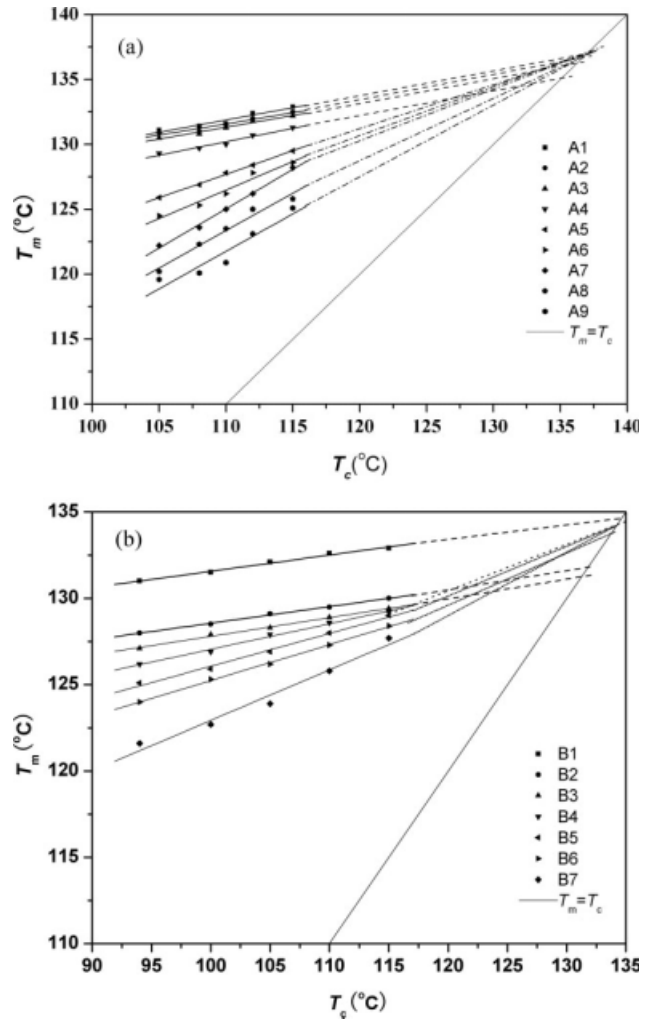 (a)
140
135
130
125
120
115
110
T_m (°C)
100 105 110 115 120 125 130 135 140
T_c(°C)
A1
A2
A3
A4
A5
A6
A7
A8
A9
T_m=T_c
(b)
135
130
125
120
115
110
T_m (°C)
90 95 100 105 110 115 120 125 130 135
T_c (°C)
B1
B2
B3
B4
B5
B6
B7
T_m=T_c